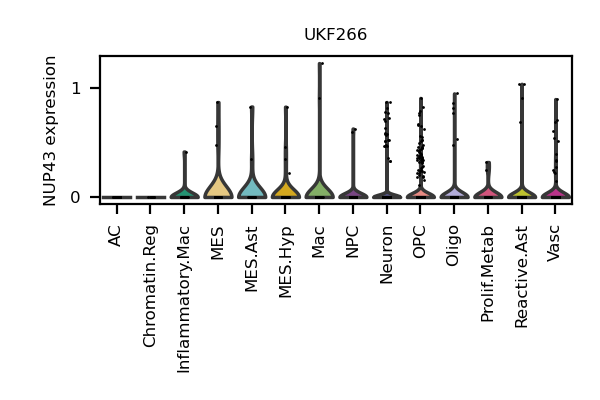 UKF266
NUP43 expression
1
0
AC
Chromatin.Reg
Inflammatory.Mac
MES
MES.Ast
MES.Hyp
Mac
NPC
Neuron
OPC
Oligo
Prolif.Metab
Reactive.Ast
Vasc